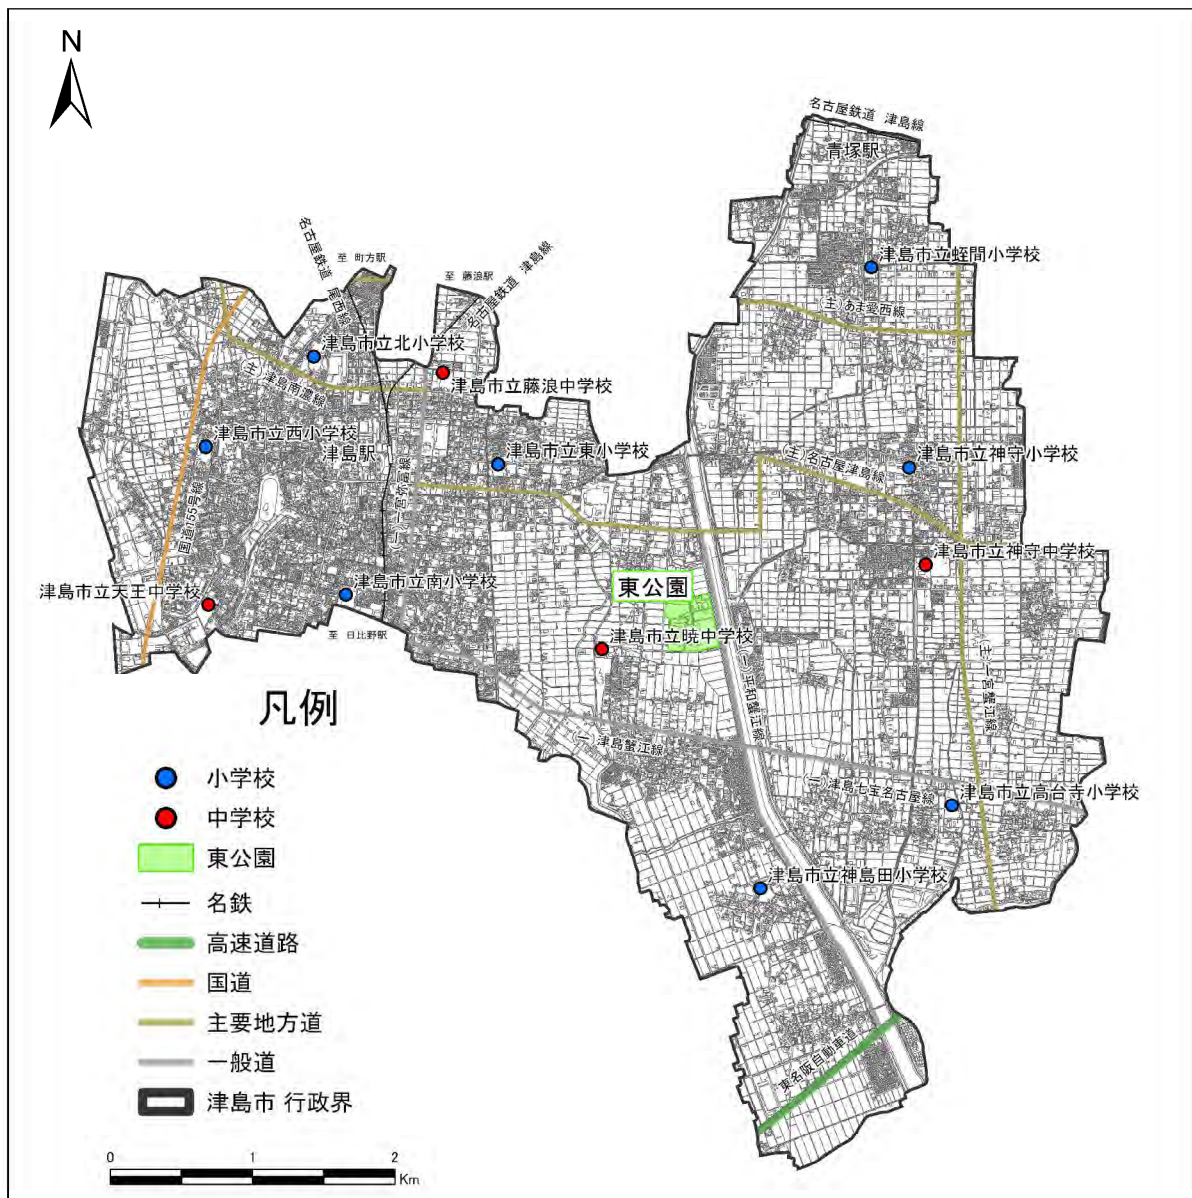 N
名古屋鉄道 津島線
青塚駅
津島市立蛭間小学校
(主)あま愛西線
名古屋鉄道 尾西線
至 町方駅
至 藤浪駅
名古屋鉄道 津島線
津島市立北小学校
津島市立藤浪中学校
主 津島南濃線
津島市立西小学校
津島駅
津島市立東小学校
津島市立神守小学校
(主)名古屋津島線
国道155号線
(一)一宮弥富線
津島市立神守中学校
津島市立天王中学校
津島市立南小学校
東公園
至 日比野駅
津島市立暁中学校
(一)平和蟹江線
主 一宮蟹江線
(一)津島蟹江線
(一)津島七宝名古屋線
津島市立高台寺小学校
津島市立神島田小学校
東名阪自動車道
凡例
小学校
中学校
東公園
名鉄
高速道路
国道
主要地方道
一般道
津島市 行政界
0 1 2
Km